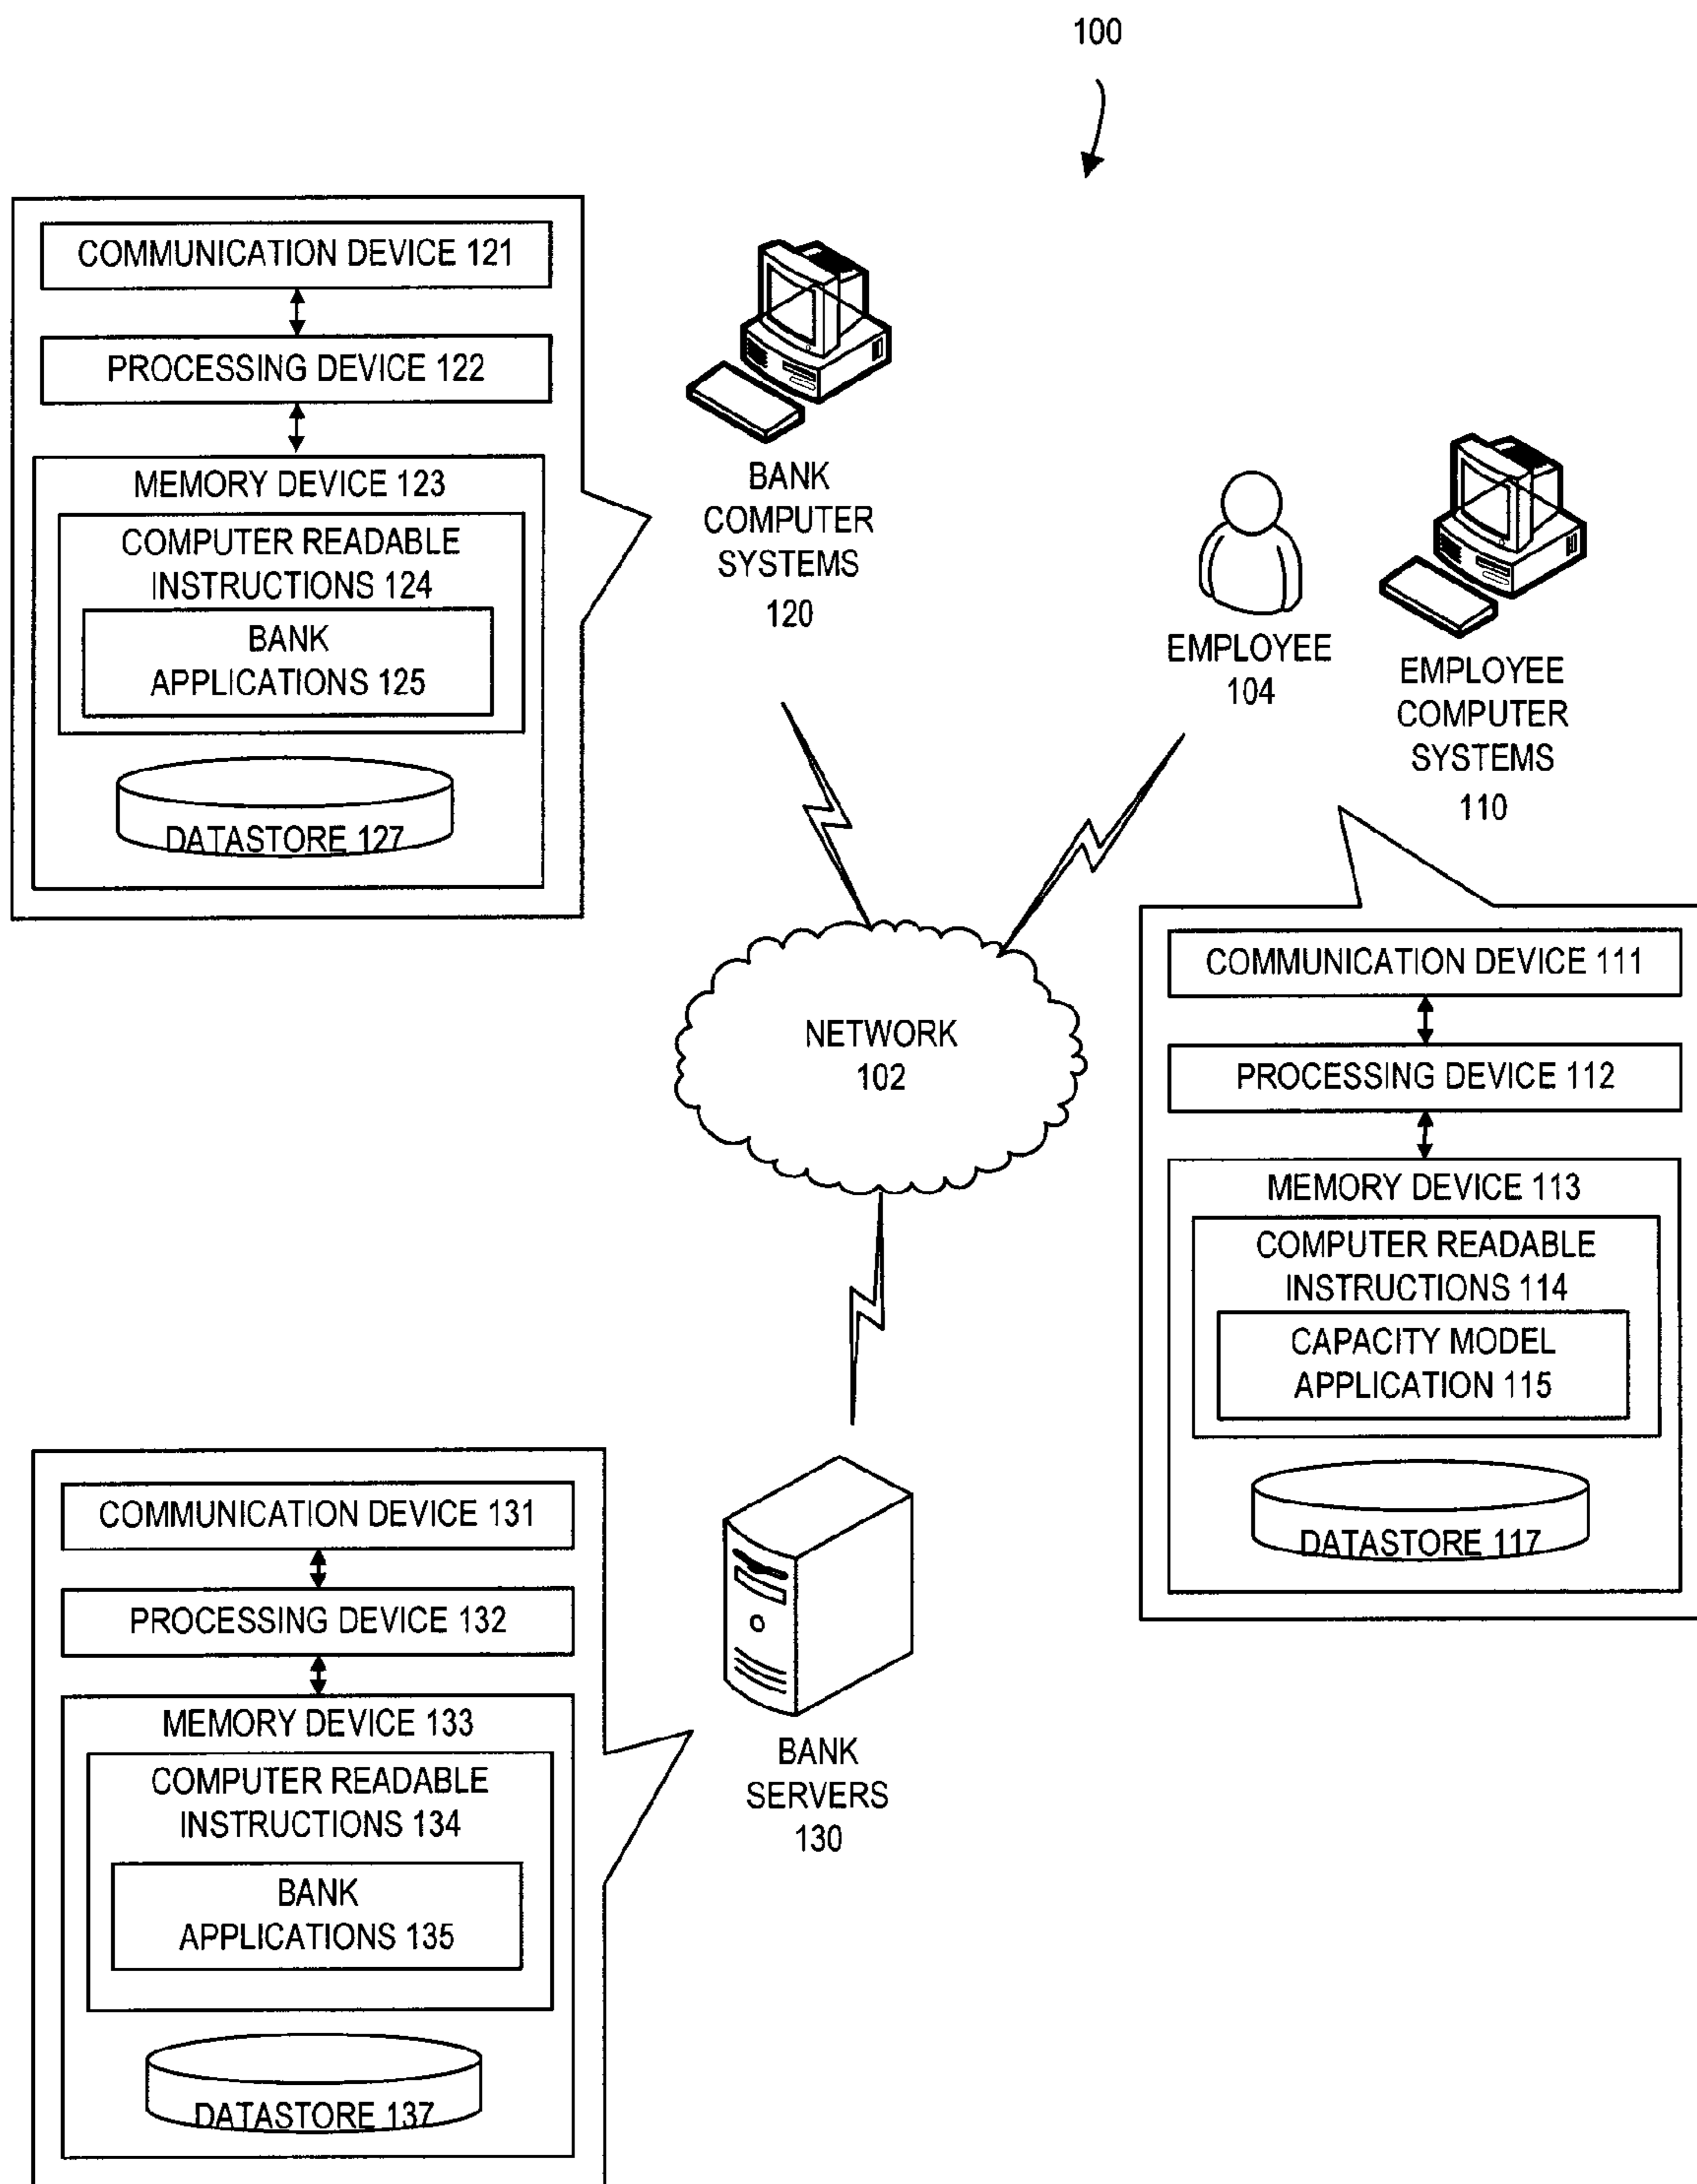 100
COMMUNICATION DEVICE 121
PROCESSING DEVICE 122
MEMORY DEVICE 123
COMPUTER READABLE
INSTRUCTIONS 124
BANK
APPLICATIONS 125
DATASTORE 127
BANK
COMPUTER
SYSTEMS
120
EMPLOYEE
104
EMPLOYEE
COMPUTER
SYSTEMS
110
NETWORK
102
COMMUNICATION DEVICE 111
PROCESSING DEVICE 112
MEMORY DEVICE 113
COMPUTER READABLE
INSTRUCTIONS 114
CAPACITY MODEL
APPLICATION 115
DATASTORE 117
COMMUNICATION DEVICE 131
PROCESSING DEVICE 132
MEMORY DEVICE 133
COMPUTER READABLE
INSTRUCTIONS 134
BANK
APPLICATIONS 135
DATASTORE 137
BANK
SERVERS
130